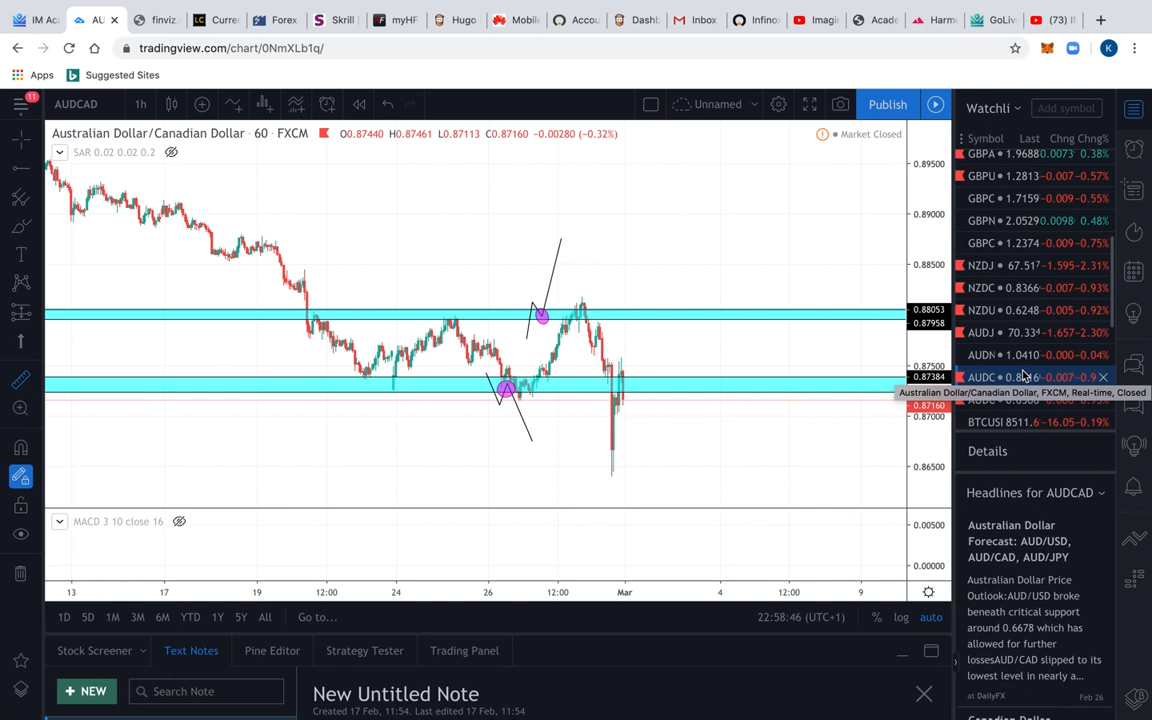 IM Ac
AU
finviz.
Curre
Forex
Skrill
myHF
Hugo
Mobile
Accou
Dashb
Inbox
Infino
Imagi
Acade
Harm
GoLiv
(73) I
tradingview.com/chart/0NmXLb1q/
K
Apps
Suggested Sites
11
AUDCAD
1h
Unnamed
Publish
Watchli
Add symbol
Australian Dollar/Canadian Dollar · 60 · FXCM
O0.87440 H0.87461 L0.87113 C0.87160 −0.00280 (−0.32%)
Market Closed
SAR 0.02 0.02 0.2
Symbol Last Chng Chng%
GBPA 1.9688 0.0073 0.38%
GBPU 1.2813 −0.007 −0.57%
GBPC 1.7159 −0.009 −0.55%
GBPN 2.0529 0.0098 0.48%
GBPC 1.2374 −0.009 −0.75%
NZDJ 67.517 −1.595 −2.31%
NZDC 0.8366 −0.007 −0.93%
NZDU 0.6248 −0.005 −0.92%
AUDJ 70.334 −1.657 −2.30%
AUDN 1.0410 −0.000 −0.04%
AUDC −0.007 −0.9
Australian Dollar/Canadian Dollar, FXCM, Real-time, Closed
BTCUSI 8511.6 −16.05 −0.19%
0.89500
0.89000
0.88500
0.88053
0.87958
0.87500
0.87384
0.87160
0.87000
0.86500
MACD 3 10 close 16
0.00500
0.00000
13
17
19
12:00
24
26
12:00
Mar
4
12:00
9
1D 5D 1M 3M 6M YTD 1Y 5Y All Go to...
22:58:46 (UTC+1)
% log auto
Stock Screener
Text Notes
Pine Editor
Strategy Tester
Trading Panel
+ NEW
Search Note
New Untitled Note
Created 17 Feb, 11:54. Last edited 17 Feb, 11:54
Details
Headlines for AUDCAD
Australian Dollar
Forecast: AUD/USD,
AUD/CAD, AUD/JPY
Australian Dollar Price
Outlook:AUD/USD broke
beneath critical support
around 0.6678 which has
allowed for further
lossesAUD/CAD slipped to its
lowest level in nearly a...
at DailyFX
Feb 26